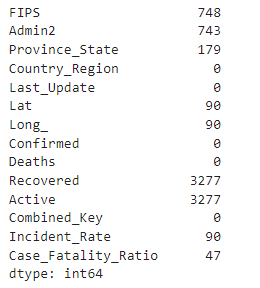 FIPS 748
Admin2 743
Province_State 179
Country_Region 0
Last_Update 0
Lat 90
Long_ 90
Confirmed 0
Deaths 0
Recovered 3277
Active 3277
Combined_Key 0
Incident_Rate 90
Case_Fatality_Ratio 47
dtype: int64